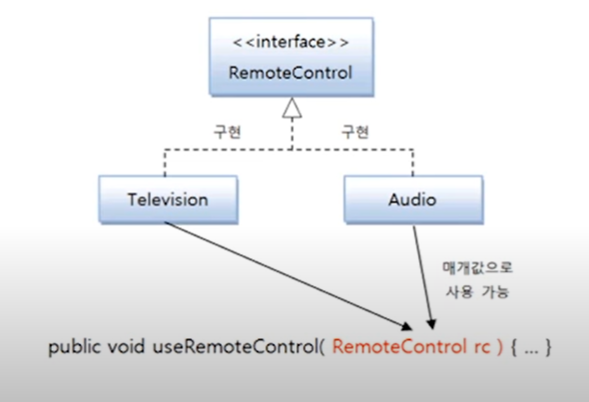 <<interface>>
RemoteControl
구현 구현
Television Audio
매개값으로
사용 가능
public void useRemoteControl( RemoteControl rc ) { ... }